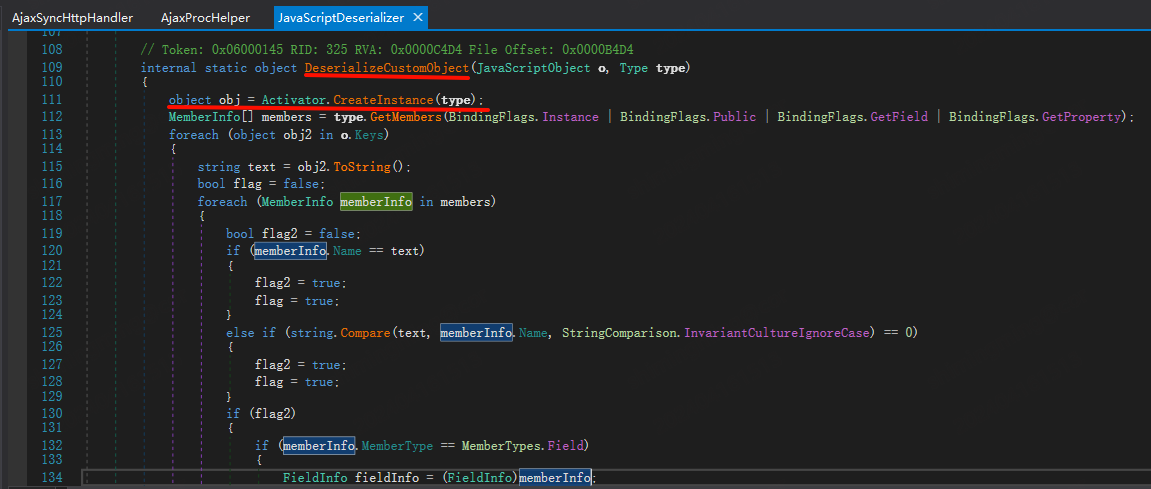 AjaxSyncHttpHandler AjaxProcHelper JavaScriptDeserializer ✕
107
108 // Token: 0x06000145 RID: 325 RVA: 0x0000C4D4 File Offset: 0x0000B4D4
109 internal static object DeserializeCustomObject(JavaScriptObject o, Type type)
110 {
111 object obj = Activator.CreateInstance(type);
112 MemberInfo[] members = type.GetMembers(BindingFlags.Instance | BindingFlags.Public | BindingFlags.GetField | BindingFlags.GetProperty);
113 foreach (object obj2 in o.Keys)
114 {
115 string text = obj2.ToString();
116 bool flag = false;
117 foreach (MemberInfo memberInfo in members)
118 {
119 bool flag2 = false;
120 if (memberInfo.Name == text)
121 {
122 flag2 = true;
123 flag = true;
124 }
125 else if (string.Compare(text, memberInfo.Name, StringComparison.InvariantCultureIgnoreCase) == 0)
126 {
127 flag2 = true;
128 flag = true;
129 }
130 if (flag2)
131 {
132 if (memberInfo.MemberType == MemberTypes.Field)
133 {
134 FieldInfo fieldInfo = (FieldInfo)memberInfo;